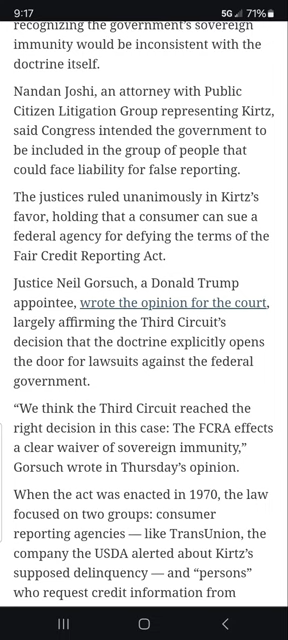 9:17
5G 71%
recognizing the government's sovereign
immunity would be inconsistent with the
doctrine itself.
Nandan Joshi, an attorney with Public
Citizen Litigation Group representing Kirtz,
said Congress intended the government to
be included in the group of people that
could face liability for false reporting.
The justices ruled unanimously in Kirtz's
favor, holding that a consumer can sue a
federal agency for defying the terms of the
Fair Credit Reporting Act.
Justice Neil Gorsuch, a Donald Trump
appointee, wrote the opinion for the court,
largely affirming the Third Circuit's
decision that the doctrine explicitly opens
the door for lawsuits against the federal
government.
“We think the Third Circuit reached the
right decision in this case: The FCRA effects
a clear waiver of sovereign immunity,”
Gorsuch wrote in Thursday's opinion.
When the act was enacted in 1970, the law
focused on two groups: consumer
reporting agencies — like TransUnion, the
company the USDA alerted about Kirtz's
supposed delinquency — and “persons”
who request credit information from